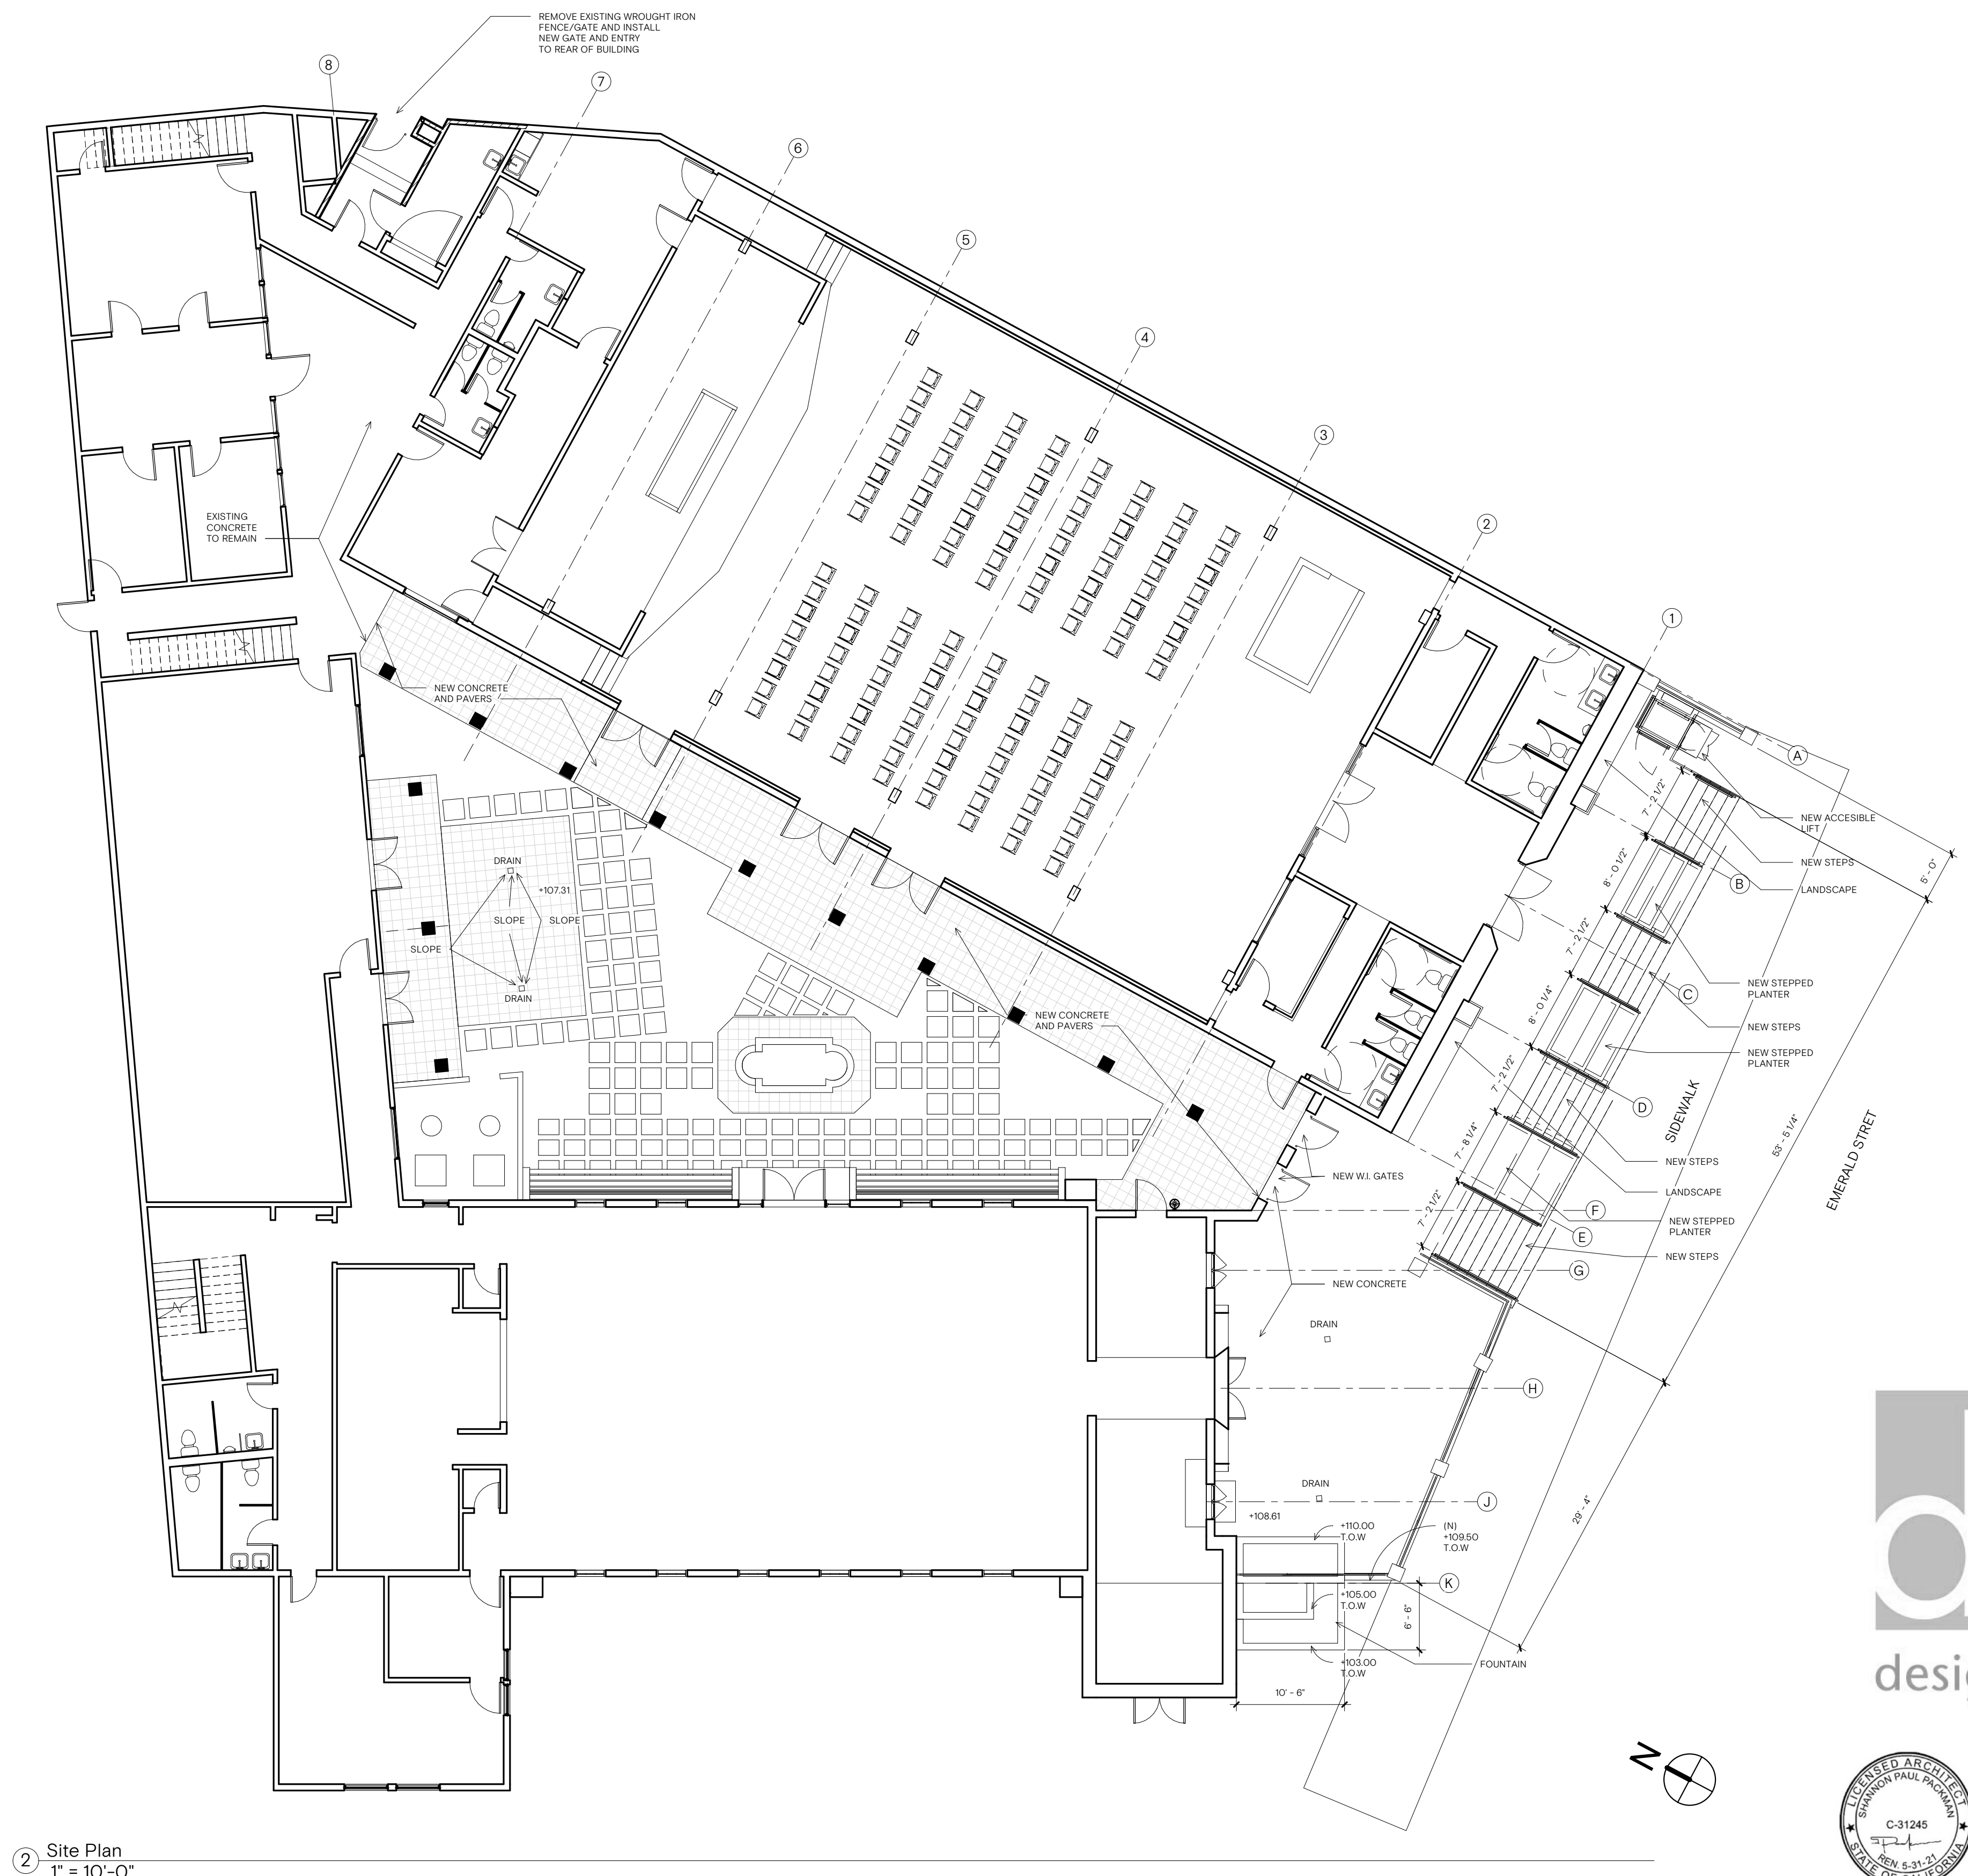 REMOVE EXISTING WROUGHT IRON
FENCE/GATE AND INSTALL
NEW GATE AND ENTRY
TO REAR OF BUILDING
8
7
6
5
4
3
2
1
EXISTING
CONCRETE
TO REMAIN
NEW CONCRETE
AND PAVERS
A
7' - 2 1/2"
NEW ACCESIBLE
LIFT
NEW STEPS
LANDSCAPE
B
8' - 0 1/2"
5' - 0"
DRAIN
+107.31
SLOPE
SLOPE
SLOPE
DRAIN
7' - 2 1/2"
NEW STEPPED
PLANTER
C
NEW STEPS
8' - 0 1/4"
NEW STEPPED
PLANTER
NEW CONCRETE
AND PAVERS
7' - 2 1/2"
D
SIDEWALK
53' - 5 1/4"
EMERALD STRET
7' - 8 1/4"
NEW STEPS
NEW W.I. GATES
LANDSCAPE
7' - 2 1/2"
F
NEW STEPPED
PLANTER
E
NEW STEPS
G
NEW CONCRETE
DRAIN
H
DRAIN
J
29' - 4"
+108.61
+110.00
T.O.W
(N)
+109.50
T.O.W
K
+105.00
T.O.W
6' - 6"
+103.00
T.O.W
FOUNTAIN
10' - 6"
N
desi
LICENSED ARCHITECT
SHANNON PAUL PACKMAN
C-31245
REN. 5-31-21
STATE OF CALIFORNIA
2
Site Plan
1" = 10'-0"